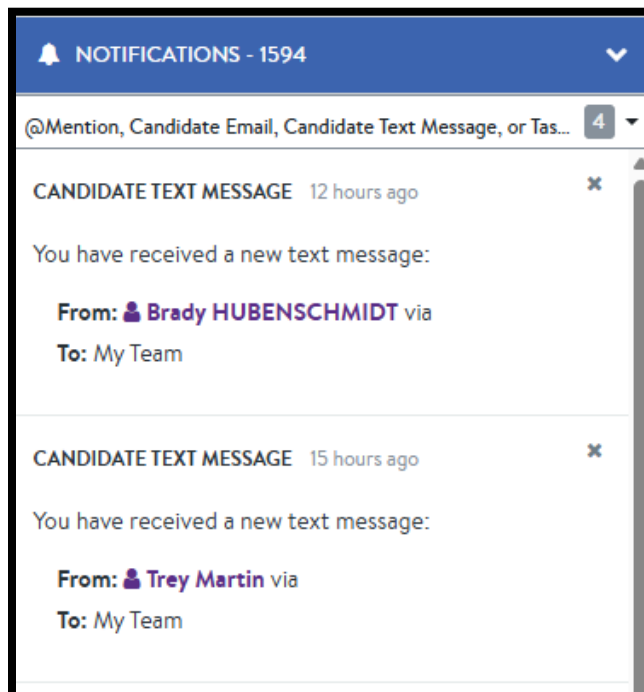 NOTIFICATIONS - 1594
@Mention, Candidate Email, Candidate Text Message, or Tas... 4
CANDIDATE TEXT MESSAGE 12 hours ago
You have received a new text message:
From: Brady HUBENSCHMIDT via
To: My Team
CANDIDATE TEXT MESSAGE 15 hours ago
You have received a new text message:
From: Trey Martin via
To: My Team